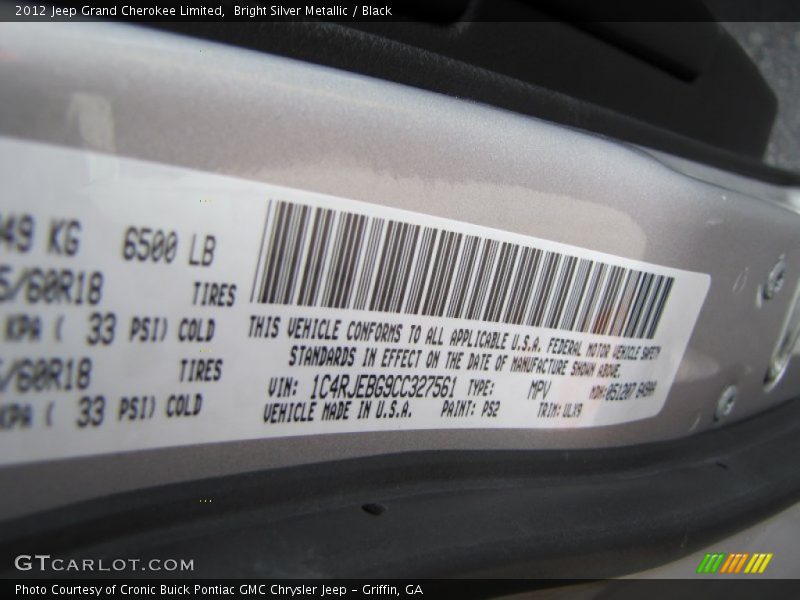 2012 Jeep Grand Cherokee Limited, Bright Silver Metallic / Black
49 KG 6500 LB
5/60R18 TIRES
KPA ( 33 PSI) COLD
5/60R18 TIRES
KPA ( 33 PSI) COLD
THIS VEHICLE CONFORMS TO ALL APPLICABLE U.S.A. FEDERAL MOTOR VEHICLE SAFETY
STANDARDS IN EFFECT ON THE DATE OF MANUFACTURE SHOWN ABOVE.
VIN: 1C4RJEBG9CC327561 TYPE: MPV MDH:051207
VEHICLE MADE IN U.S.A. PAINT: PS2 TRIM: ULX9
GTCARLOT.COM
Photo Courtesy of Cronic Buick Pontiac GMC Chrysler Jeep - Griffin, GA